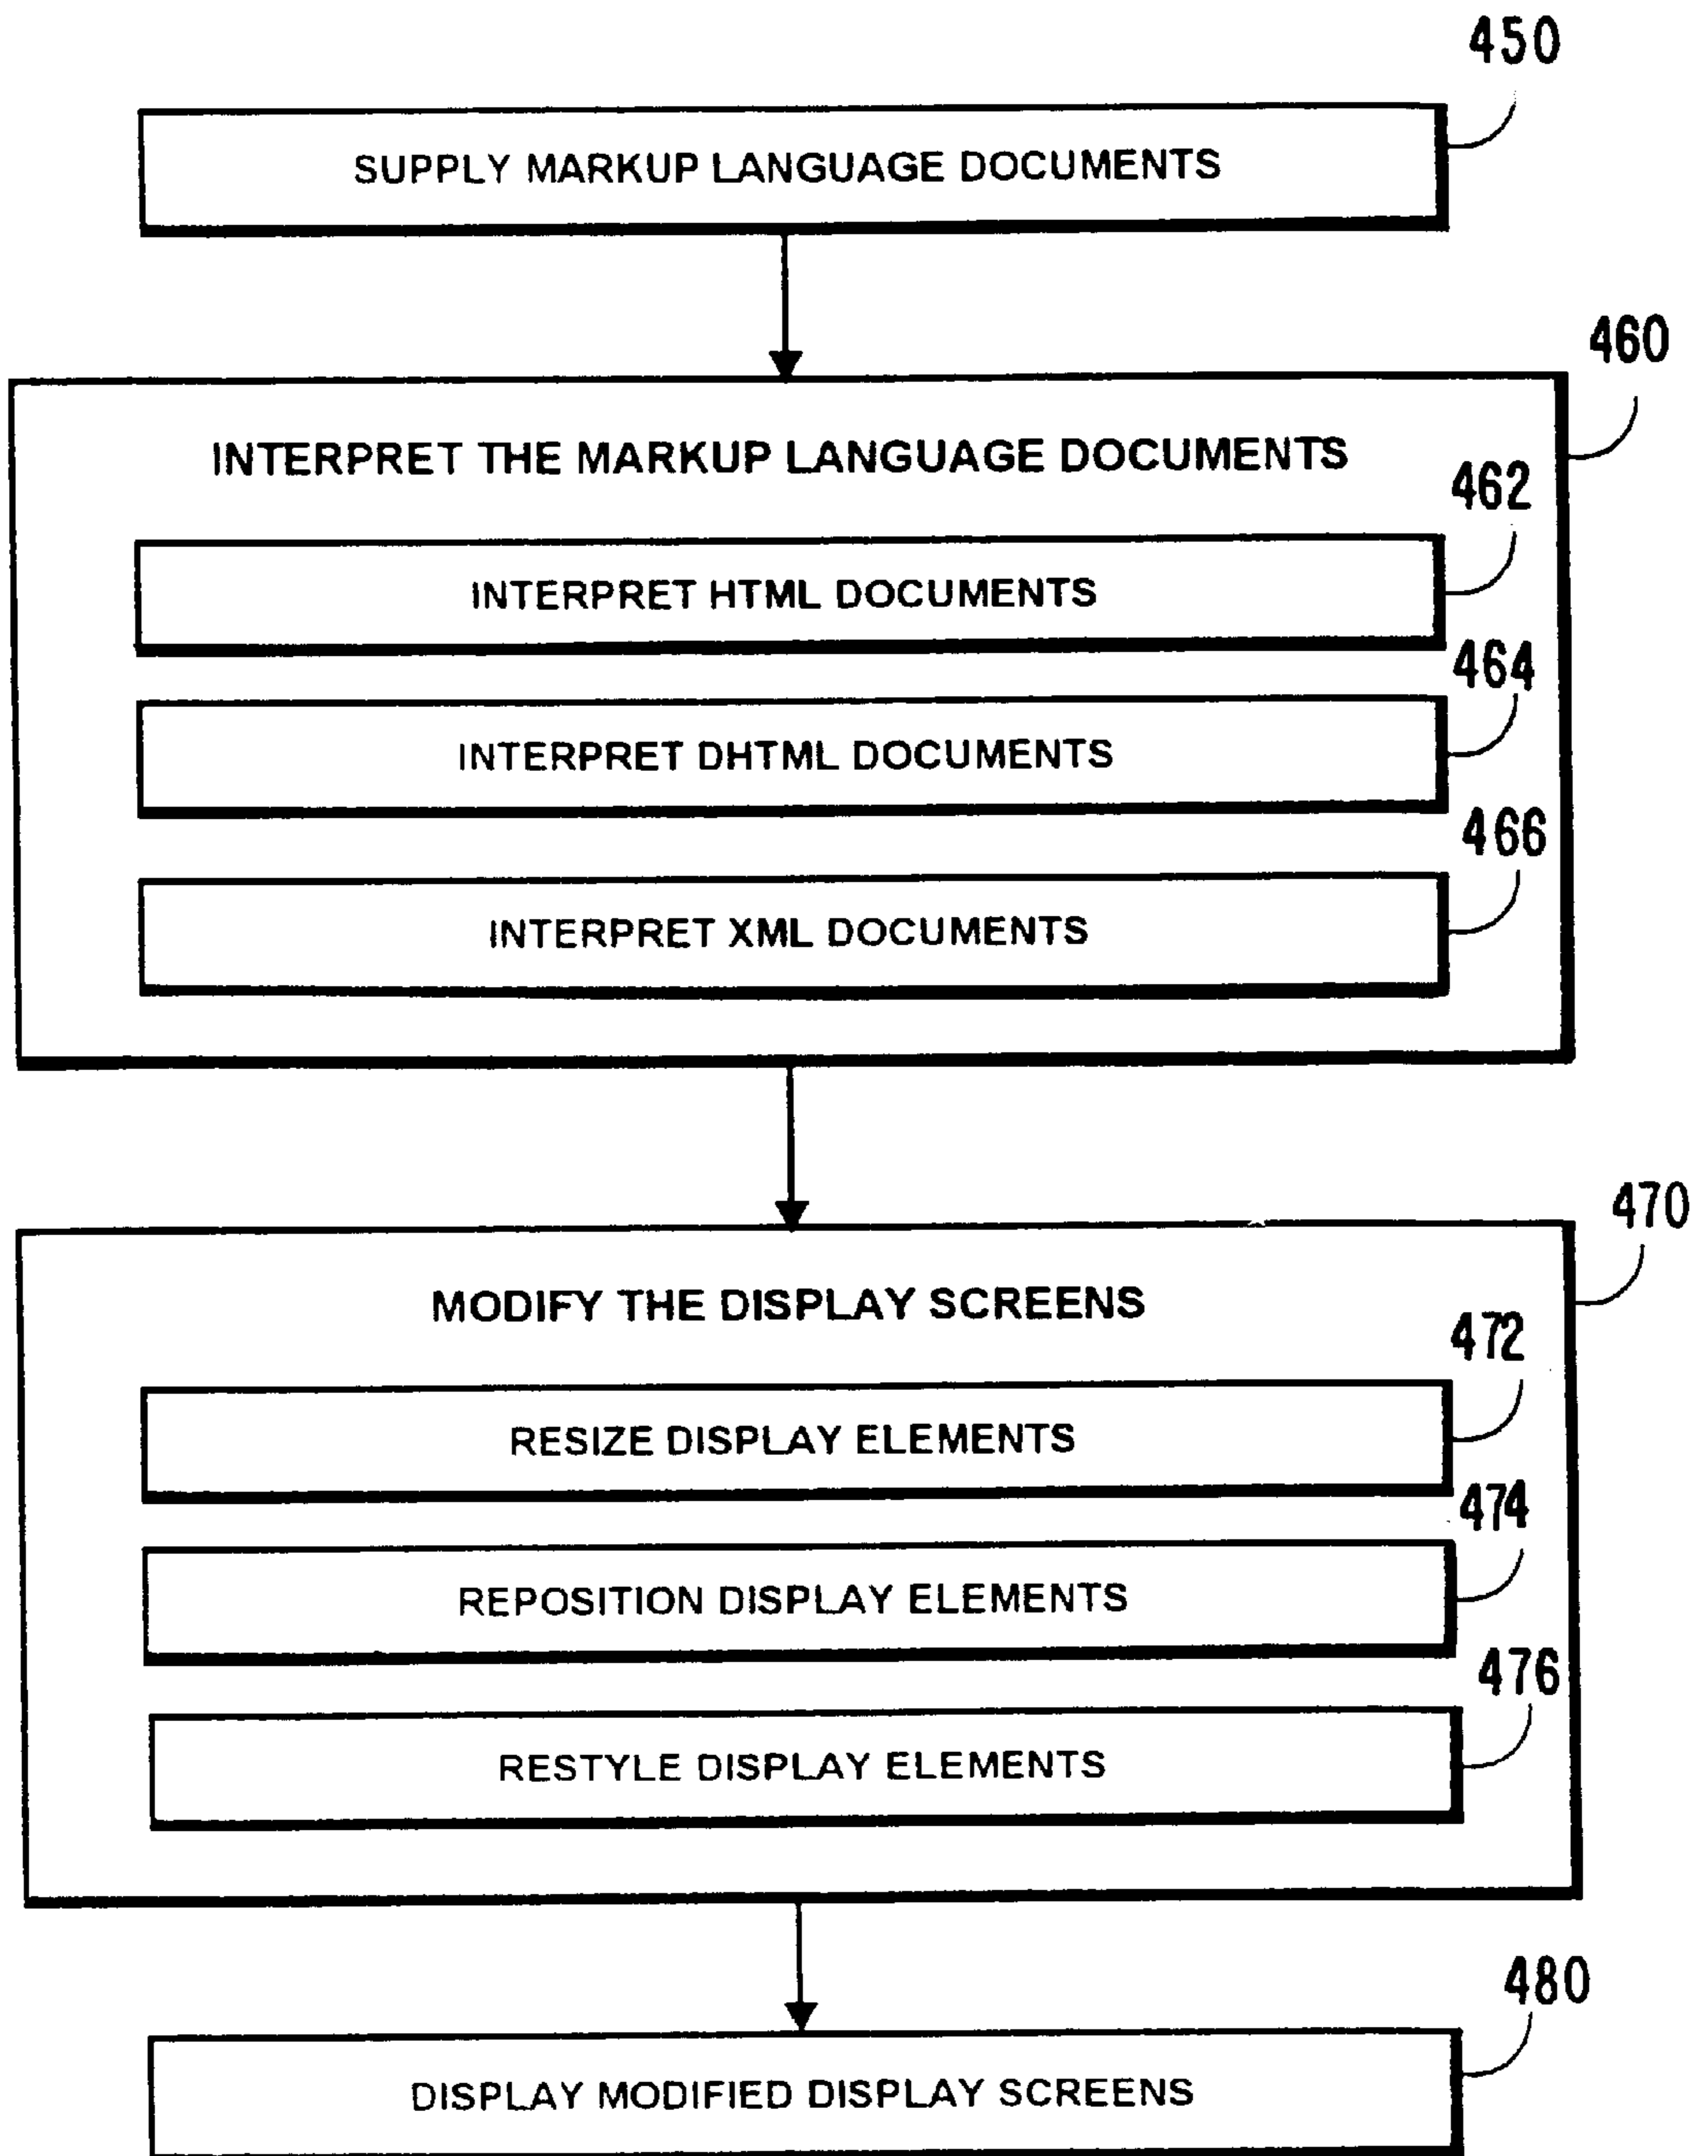 450
SUPPLY MARKUP LANGUAGE DOCUMENTS
460
INTERPRET THE MARKUP LANGUAGE DOCUMENTS
462
INTERPRET HTML DOCUMENTS
464
INTERPRET DHTML DOCUMENTS
466
INTERPRET XML DOCUMENTS
470
MODIFY THE DISPLAY SCREENS
472
RESIZE DISPLAY ELEMENTS
474
REPOSITION DISPLAY ELEMENTS
476
RESTYLE DISPLAY ELEMENTS
480
DISPLAY MODIFIED DISPLAY SCREENS